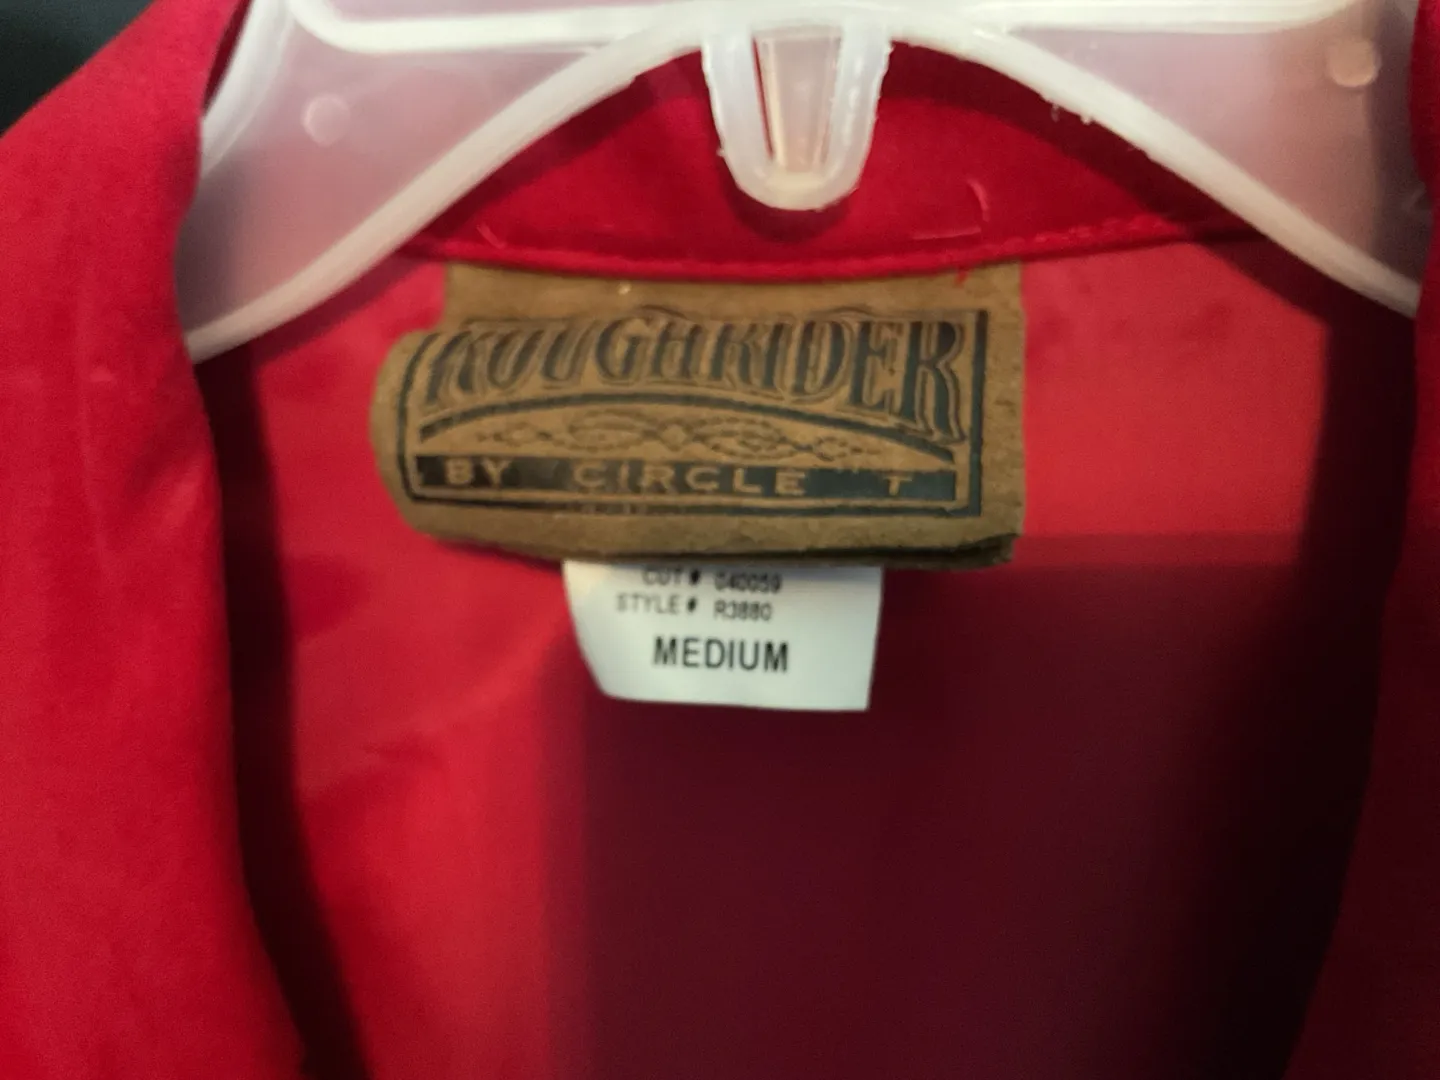 ROUGHRIDER
BY CIRCLE T
CUT# 040059
STYLE# R3880
MEDIUM